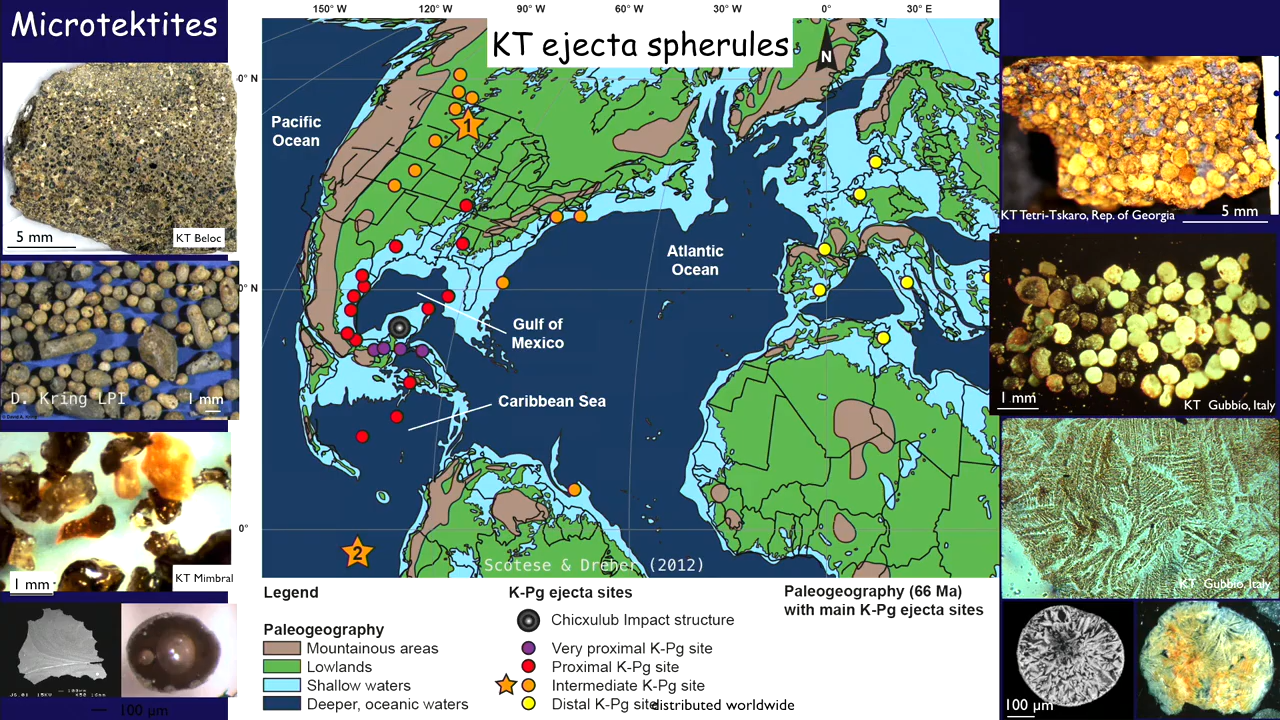 Microtektites
5 mm
KT Beloc
D. Kring LPI
1 mm
1 mm
KT Mimbral
100 µm
KT ejecta spherules
150° W
120° W
90° W
60° W
30° W
0°
30° E
0° N
0° N
0°
N
Pacific
Ocean
1
Atlantic
Ocean
Gulf of
Mexico
Caribbean Sea
2
Scotese & Dreher (2012)
Legend
Paleogeography
Mountainous areas
Lowlands
Shallow waters
Deeper, oceanic waters
K-Pg ejecta sites
Chicxulub Impact structure
Very proximal K-Pg site
Proximal K-Pg site
Intermediate K-Pg site
Distal K-Pg site
distributed worldwide
Paleogeography (66 Ma)
with main K-Pg ejecta sites
KT Tetri-Tskaro, Rep. of Georgia
5 mm
1 mm
KT Gubbio, Italy
KT Gubbio, Italy
100 µm